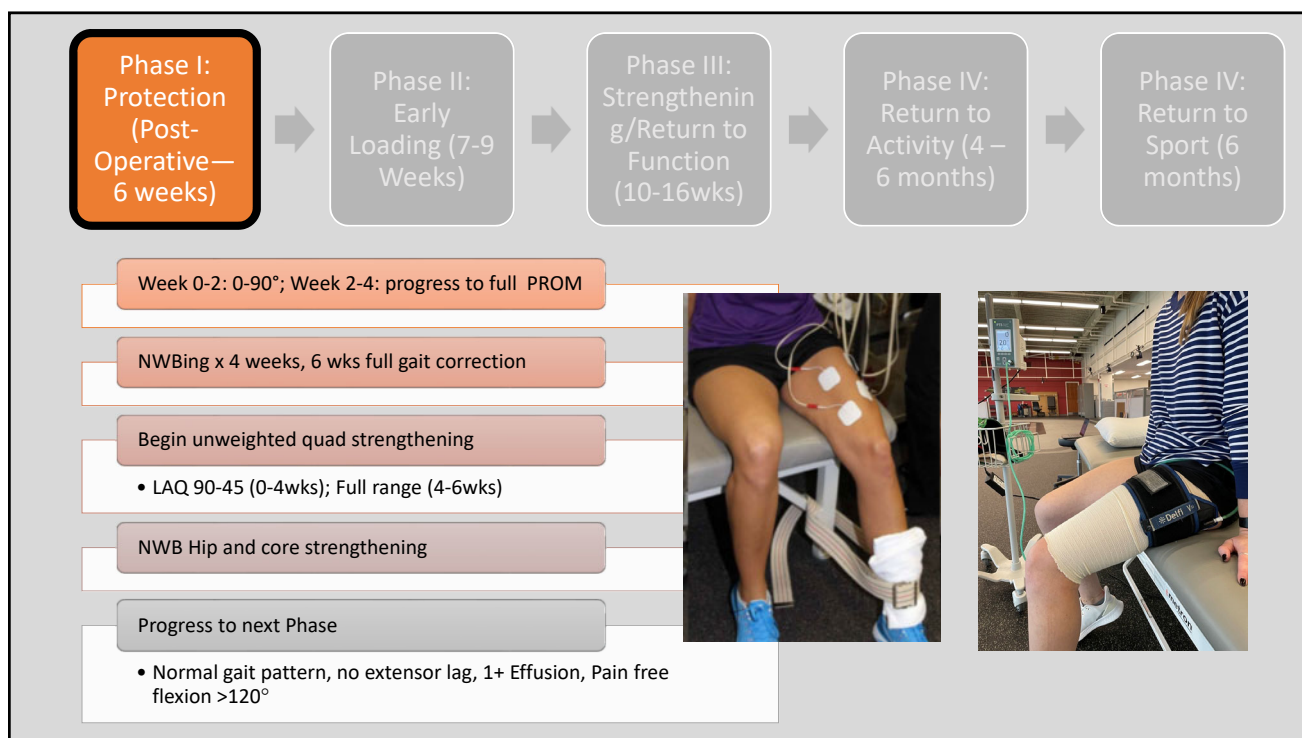 Phase I:
Protection
(Post-
Operative—
6 weeks)
Phase II:
Early
Loading (7-9
Weeks)
Phase III:
Strengthenin
g/Return to
Function
(10-16wks)
Phase IV:
Return to
Activity (4 –
6 months)
Phase IV:
Return to
Sport (6
months)
Week 0-2: 0-90°; Week 2-4: progress to full PROM
NWBing x 4 weeks, 6 wks full gait correction
Begin unweighted quad strengthening
• LAQ 90-45 (0-4wks); Full range (4-6wks)
NWB Hip and core strengthening
Progress to next Phase
• Normal gait pattern, no extensor lag, 1+ Effusion, Pain free
flexion >120°
Delfi
metron